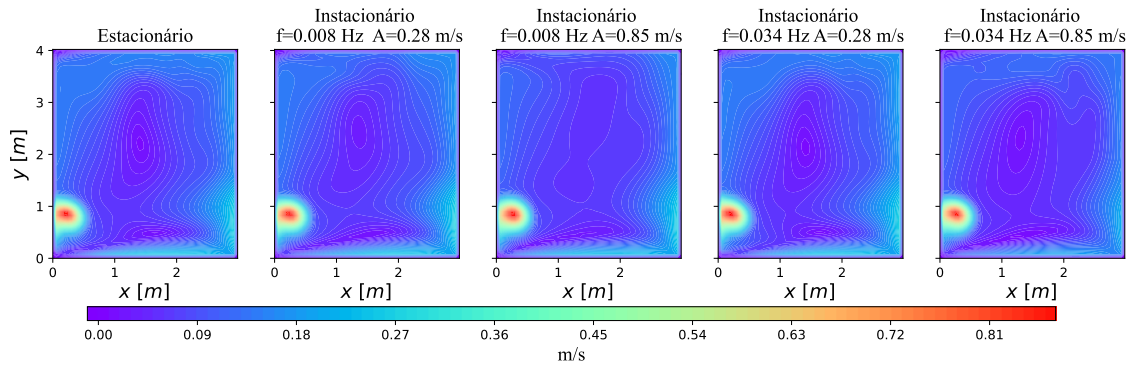 Estacionário
Instacionário
f=0.008 Hz  A=0.28 m/s
Instacionário
f=0.008 Hz A=0.85 m/s
Instacionário
f=0.034 Hz A=0.28 m/s
Instacionário
f=0.034 Hz A=0.85 m/s
4
3
2
1
0
y [m]
0 1 2
0 1 2
0 1 2
1 2
1 2
x [m]
x [m]
x [m]
x [m]
x [m]
0.00 0.09 0.18 0.27 0.36 0.45 0.54 0.63 0.72 0.81
m/s